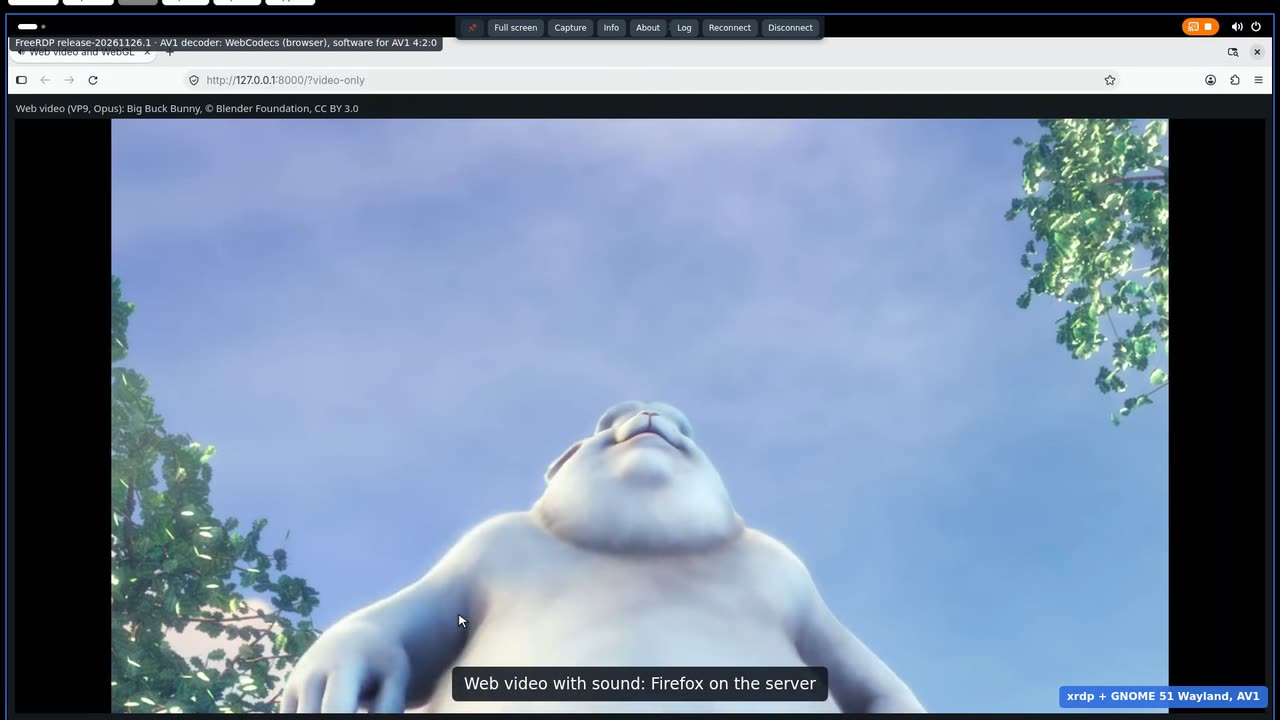 Full screen
Capture
Info
About
Log
Reconnect
Disconnect
FreeRDP release-20261126.1 · AV1 decoder: WebCodecs (browser), software for AV1 4:2:0
Web video and WebGL
http://127.0.0.1:8000/?video-only
Web video (VP9, Opus): Big Buck Bunny, © Blender Foundation, CC BY 3.0
Web video with sound: Firefox on the server
xrdp + GNOME 51 Wayland, AV1